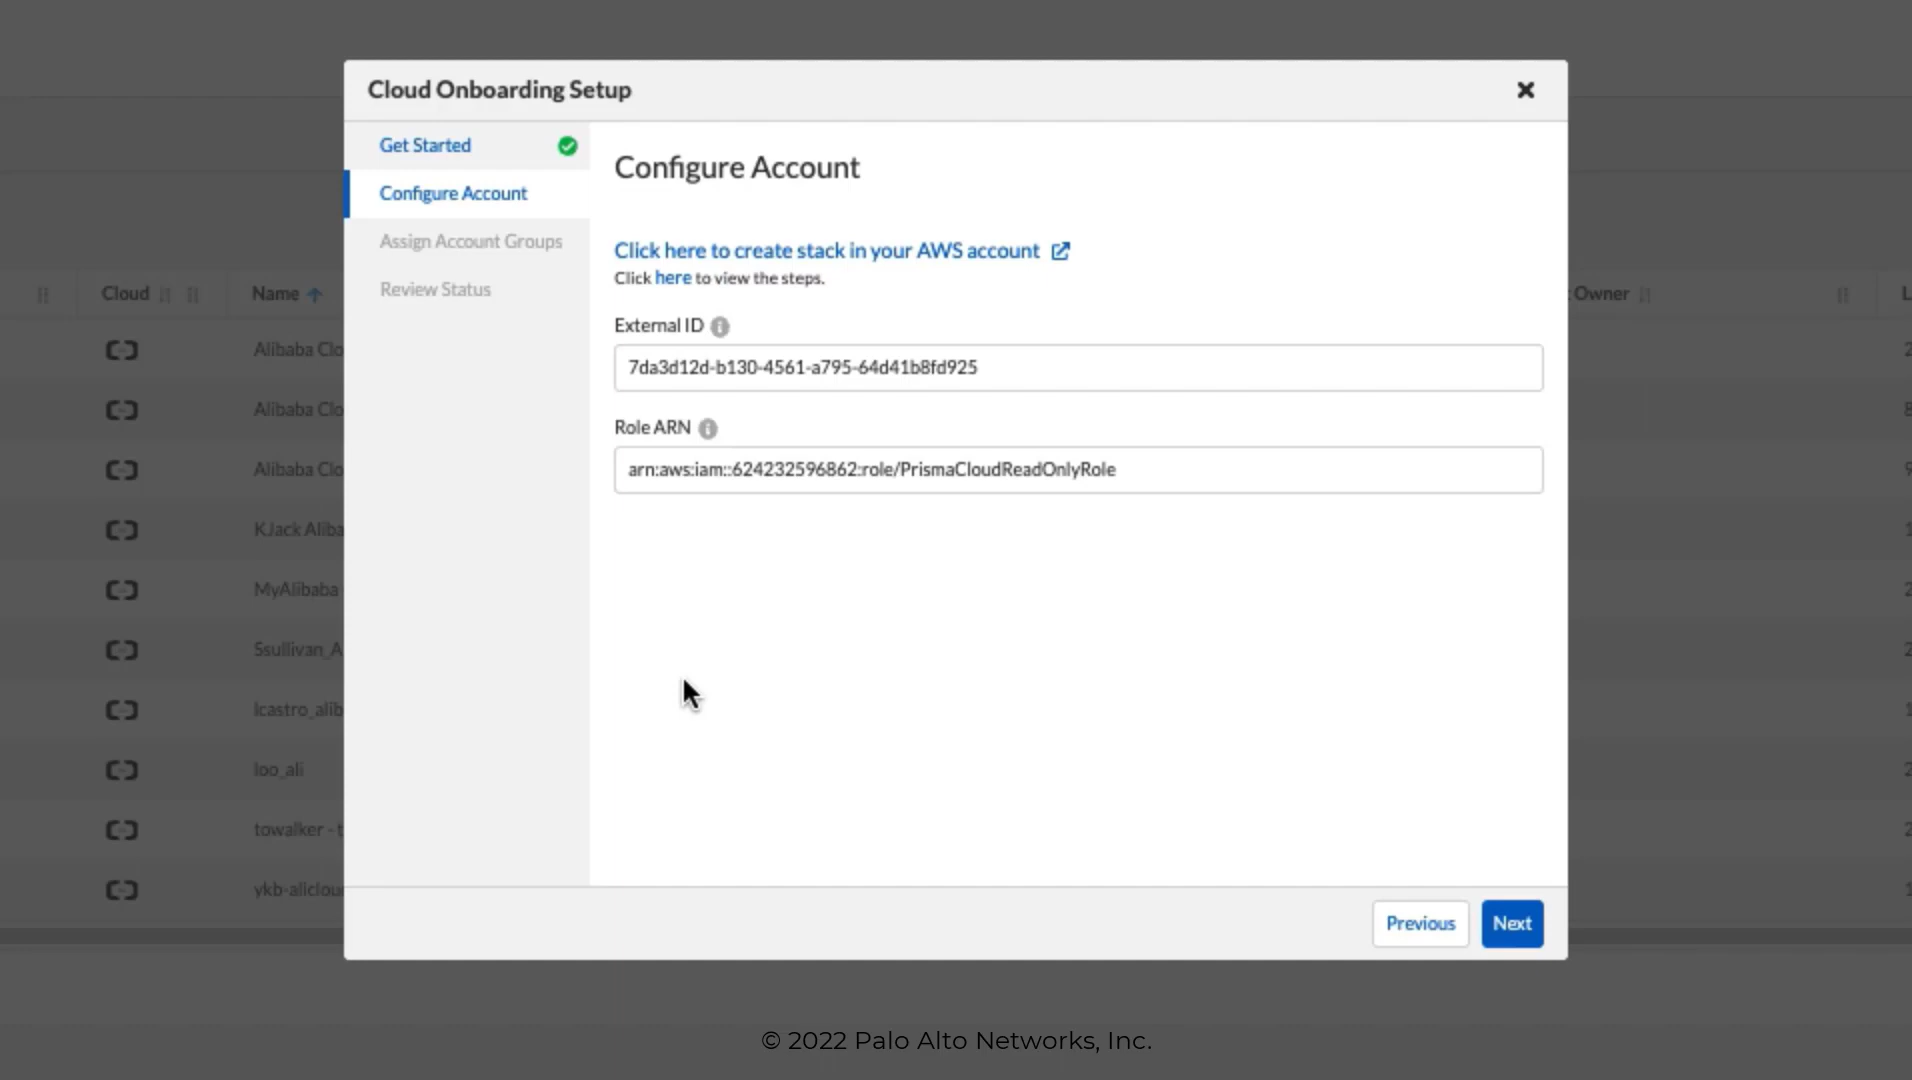 Cloud Onboarding Setup
Get Started
Configure Account
Assign Account Groups
Review Status
Configure Account
Click here to create stack in your AWS account
Click here to view the steps.
External ID
7da3d12d-b130-4561-a795-64d41b8fd925
Role ARN
arn:aws:iam::624232596862:role/PrismaCloudReadOnlyRole
Previous
Next
Cloud
Name
Owner
Alibaba Clo
Alibaba Clo
Alibaba Clo
KJack Aliba
MyAlibaba
Ssullivan_A
lcastro_alib
loo_ali
towalker - t
ykb-aliclou
© 2022 Palo Alto Networks, Inc.